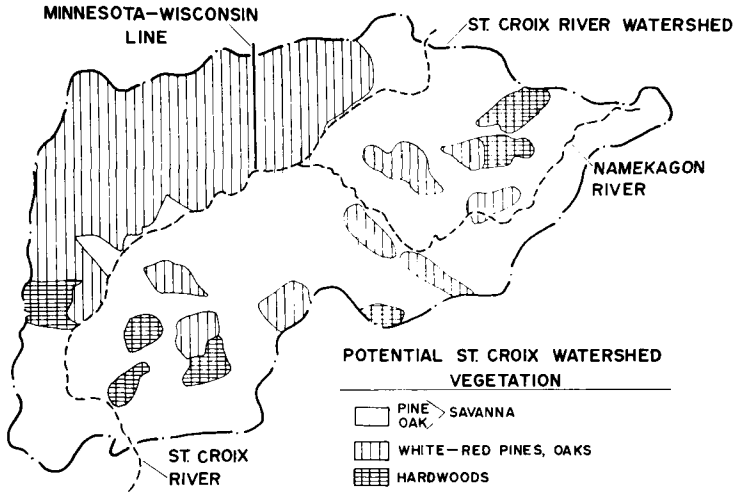 MINNESOTA-WISCONSIN
LINE
ST. CROIX RIVER WATERSHED
NAMEKAGON
RIVER
POTENTIAL ST. CROIX WATERSHED
VEGETATION
PINE
OAK
SAVANNA
WHITE-RED PINES, OAKS
HARDWOODS
ST. CROIX
RIVER